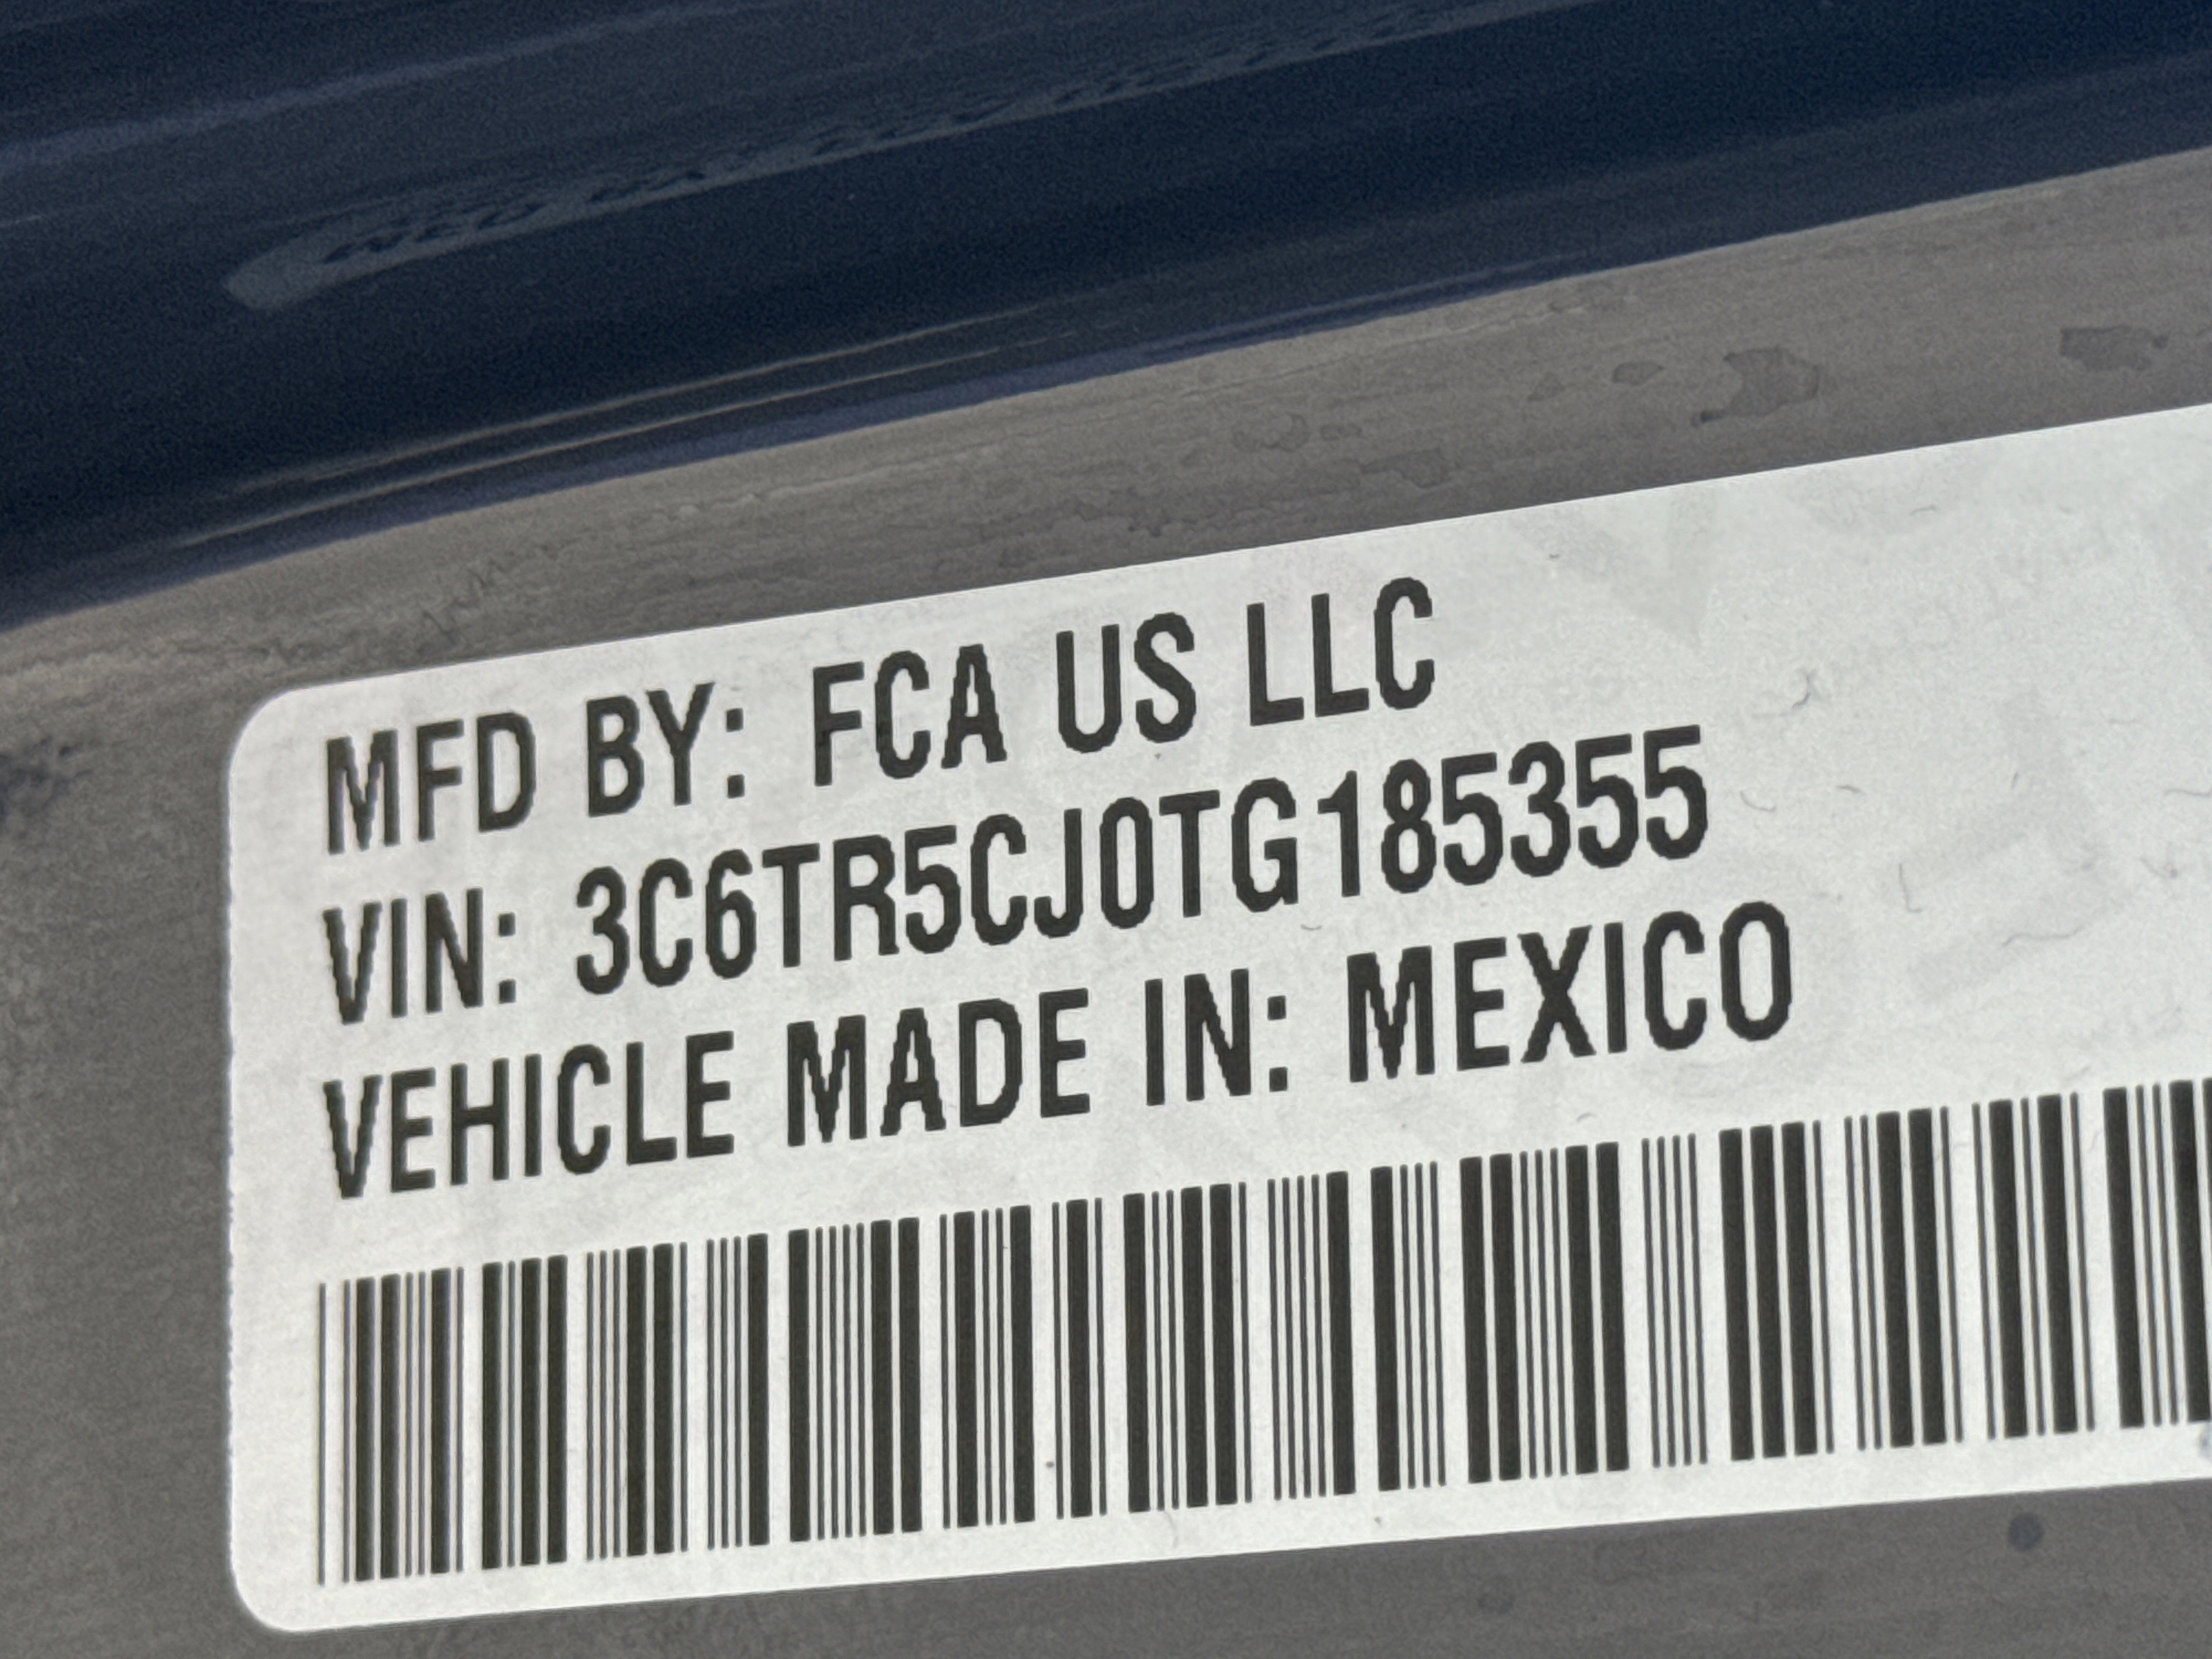 MFD BY: FCA US LLC
VIN: 3C6TR5CJ0TG185355
VEHICLE MADE IN: MEXICO